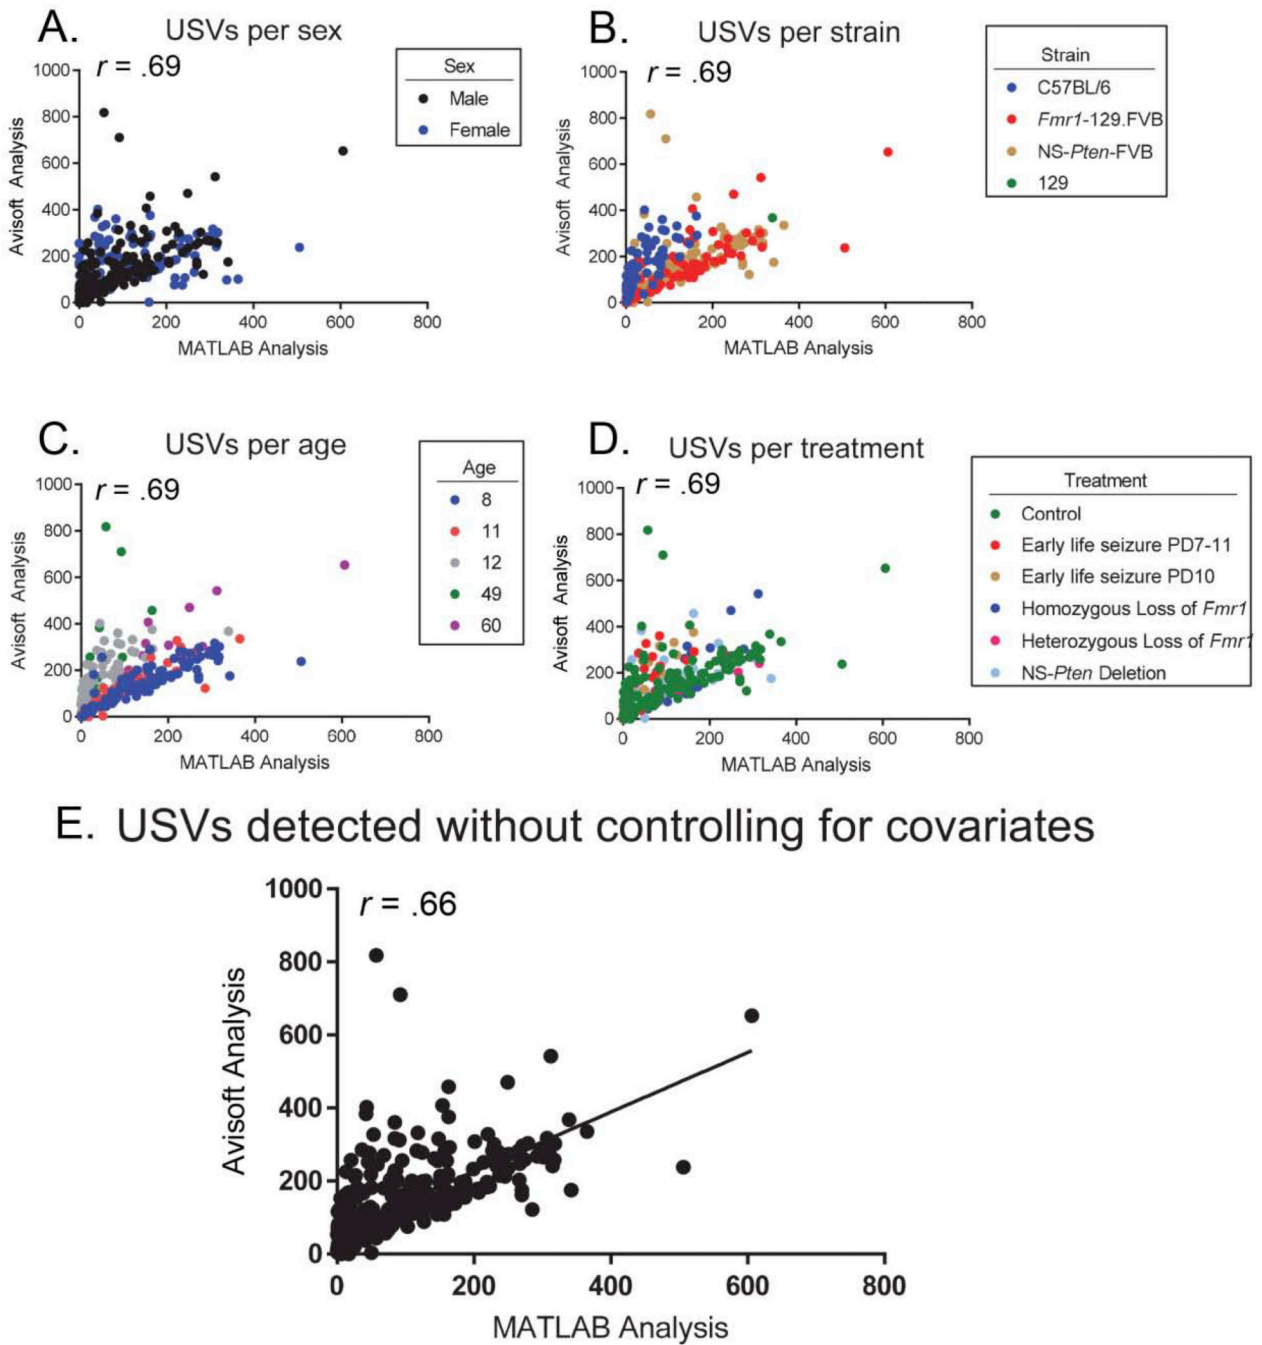 A. USVs per sex
r = .69
1000
800
600
400
200
0
0 200 400 600 800
Avisoft Analysis
MATLAB Analysis
Sex
Male
Female
B. USVs per strain
r = .69
1000
800
600
400
200
0
0 200 400 600 800
Avisoft Analysis
MATLAB Analysis
Strain
C57BL/6
Fmr1-129.FVB
NS-Pten-FVB
129
C. USVs per age
r = .69
1000
800
600
400
200
0
0 200 400 600 800
Avisoft Analysis
MATLAB Analysis
Age
8
11
12
49
60
D. USVs per treatment
r = .69
1000
800
600
400
200
0
0 200 400 600 800
Avisoft Analysis
MATLAB Analysis
Treatment
Control
Early life seizure PD7-11
Early life seizure PD10
Homozygous Loss of Fmr1
Heterozygous Loss of Fmr1
NS-Pten Deletion
E. USVs detected without controlling for covariates
r = .66
1000
800
600
400
200
0
0 200 400 600 800
Avisoft Analysis
MATLAB Analysis